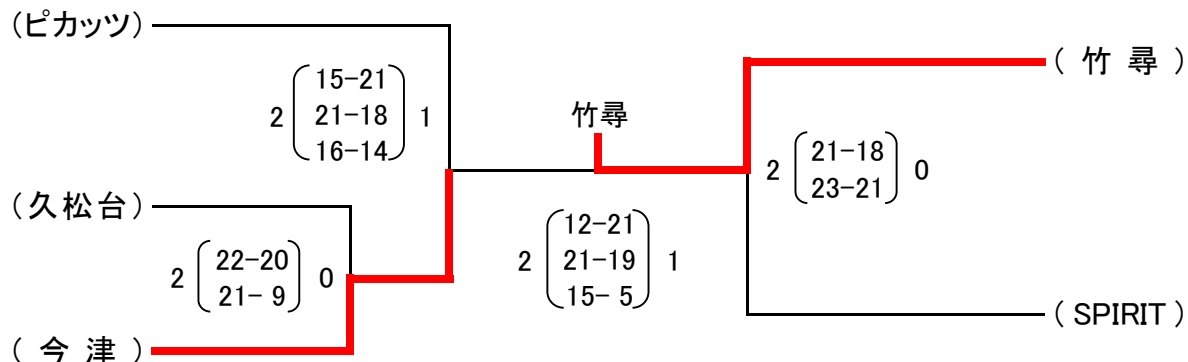 (ピカッツ)
2 15-21 1
21-18
16-14
(久松台)
2 22-20 0
21- 9
( 今 津 )
竹尋
2 12-21 1
21-19
15- 5
( 竹 尋 )
2 21-18 0
23-21
( SPIRIT )